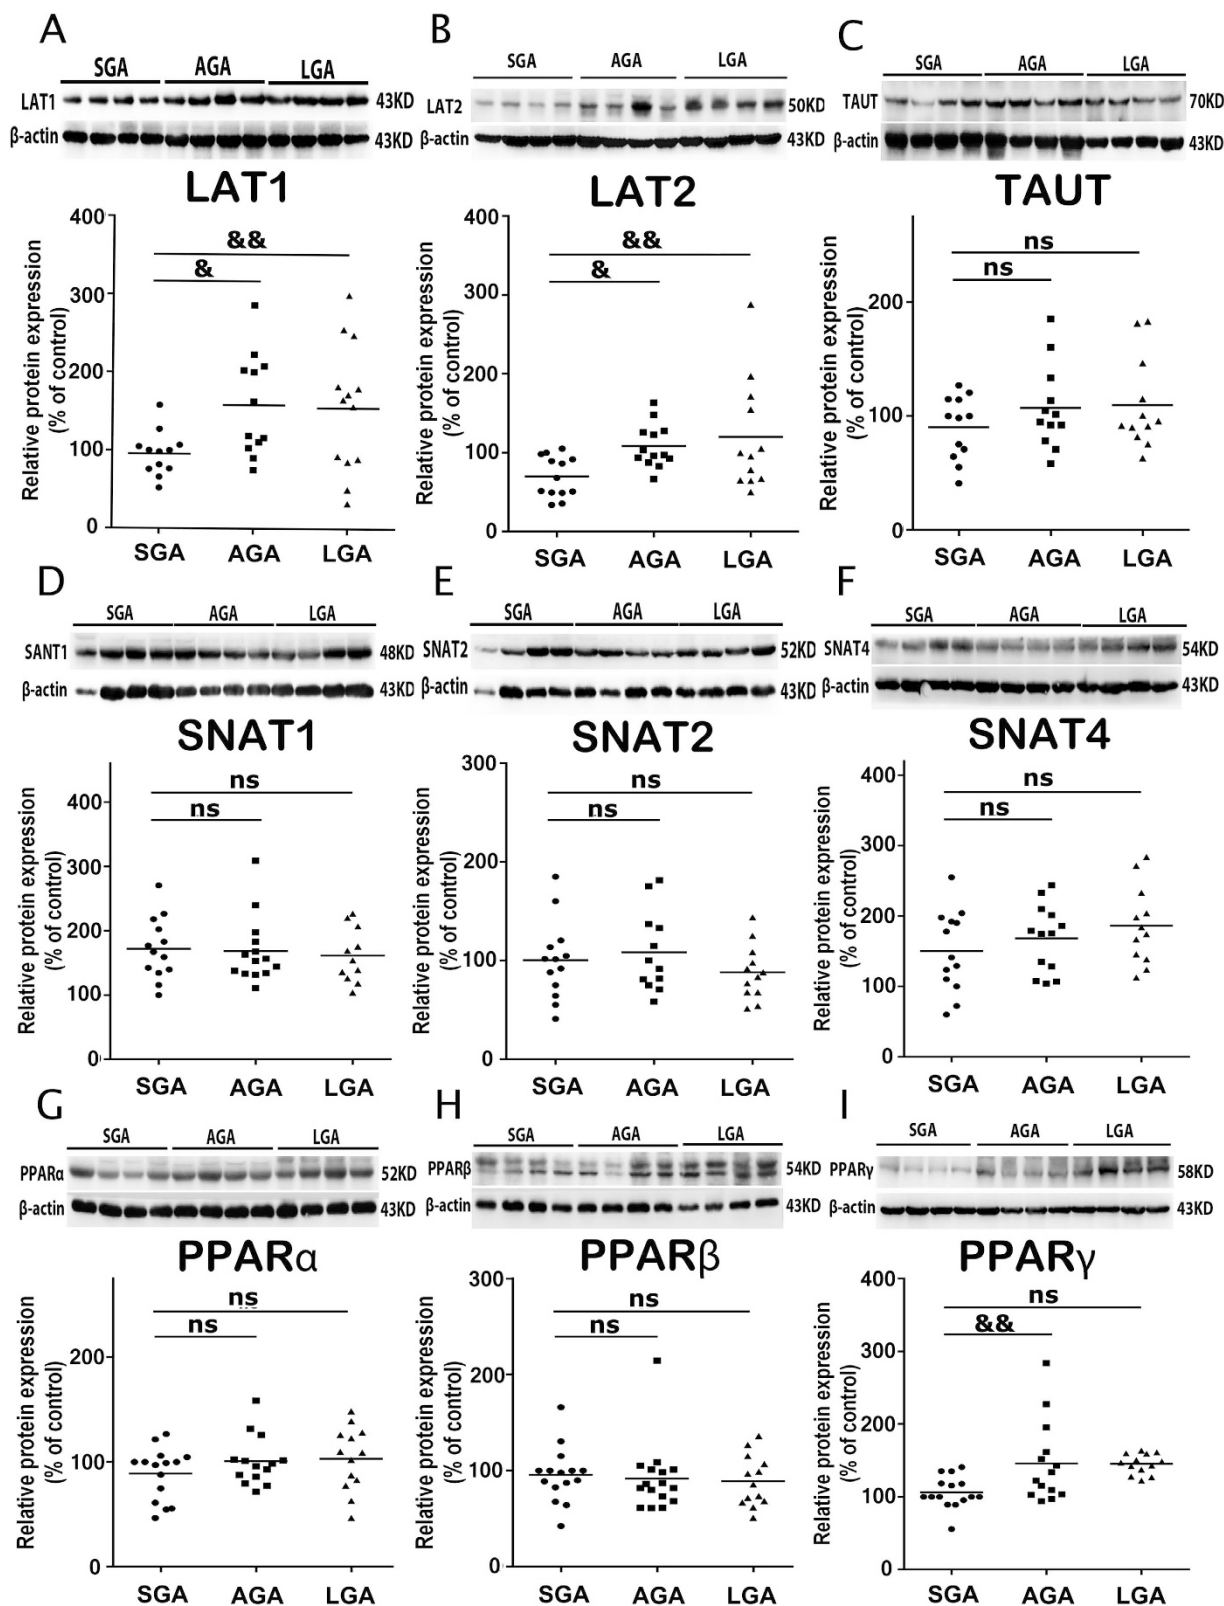 A
SGA AGA LGA
LAT1 43KD
β-actin 43KD
LAT1
Relative protein expression
(% of control)
400
300
200
100
0
&&
&
SGA AGA LGA
B
SGA AGA LGA
LAT2 50KD
β-actin 43KD
LAT2
Relative protein expression
(% of control)
400
300
200
100
0
&&
&
SGA AGA LGA
C
SGA AGA LGA
TAUT 70KD
β-actin 43KD
TAUT
Relative protein expression
(% of control)
200
100
0
ns
ns
SGA AGA LGA
D
SGA AGA LGA
SANT1 48KD
β-actin 43KD
SNAT1
Relative protein expression
(% of control)
400
300
200
100
0
ns
ns
SGA AGA LGA
E
SGA AGA LGA
SNAT2 52KD
β-actin 43KD
SNAT2
Relative protein expression
(% of control)
300
200
100
0
ns
ns
SGA AGA LGA
F
SGA AGA LGA
SNAT4 54KD
β-actin 43KD
SNAT4
Relative protein expression
(% of control)
400
300
200
100
0
ns
ns
SGA AGA LGA
G
SGA AGA LGA
PPARα 52KD
β-actin 43KD
PPARα
Relative protein expression
(% of control)
200
100
0
ns
ns
SGA AGA LGA
H
SGA AGA LGA
PPARβ 54KD
β-actin 43KD
PPARβ
Relative protein expression
(% of control)
300
200
100
0
ns
ns
SGA AGA LGA
I
SGA AGA LGA
PPARγ 58KD
β-actin 43KD
PPARγ
Relative protein expression
(% of control)
400
300
200
100
0
ns
&&
SGA AGA LGA